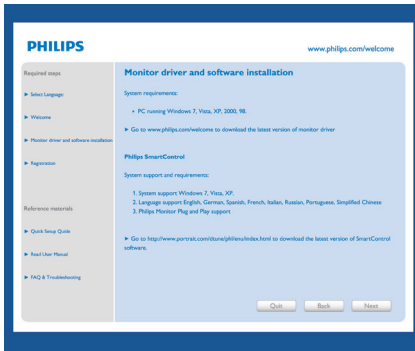 PHILIPS
www.philips.com/welcome
Required steps
► Select Language:
► Welcome
► Monitor driver and software installation
► Registration
Reference materials
► Quick Setup Quide
► Read User Manual
► FAQ & Troubleshooting
Monitor driver and software installation
System requirements:
• PC running Windows 7, Vista, XP, 2000, 98.
► Go to www.philips.com/welcome to download the latest version of monitor driver
Philips SmartControl
System support and requirements:
1. System support Windows 7, Vista, XP.
2. Language support English, German, Spanish, French, Italian, Russian, Portuguese, Simplified Chinese
3. Philips Monitor Plug and Play support
► Go to http://www.portrait.com/dtune/phl/enu/index.html to download the latest version of SmartControl
software.
Quit
Back
Next